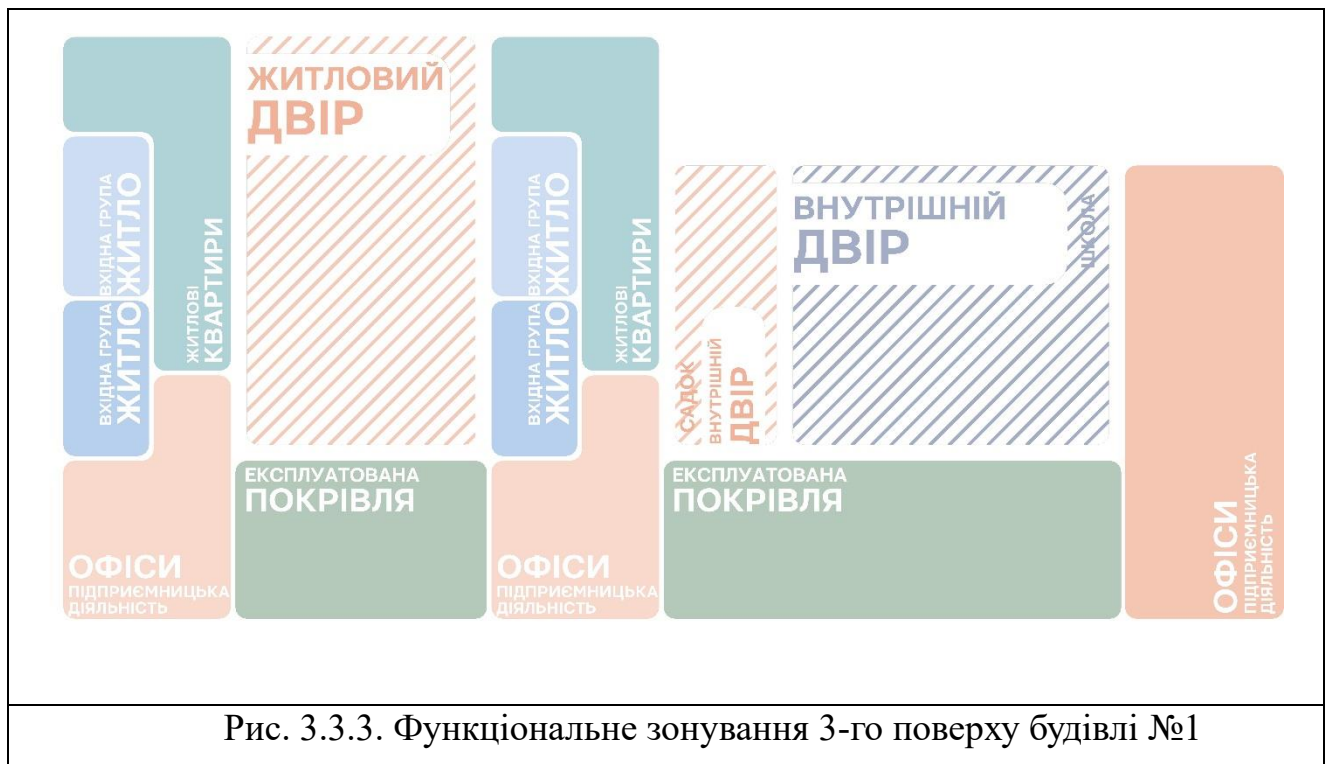 ЖИТЛОВИЙ
ДВІР
ВХІДНА ГРУПА
ЖИТЛО
ВХІДНА ГРУПА
ЖИТЛО
ЖИТЛОВІ
КВАРТИРИ
ВХІДНА ГРУПА
ЖИТЛО
ВХІДНА ГРУПА
ЖИТЛО
ЖИТЛОВІ
КВАРТИРИ
САДОК
ВНУТРІШНІЙ
ДВІР
ВНУТРІШНІЙ
ДВІР
ШКОЛА
ЕКСПЛУАТОВАНА
ПОКРІВЛЯ
ЕКСПЛУАТОВАНА
ПОКРІВЛЯ
ОФІСИ
ПІДПРИЄМНИЦЬКА
ДІЯЛЬНІСТЬ
ОФІСИ
ПІДПРИЄМНИЦЬКА
ДІЯЛЬНІСТЬ
ОФІСИ
ПІДПРИЄМНИЦЬКА
ДІЯЛЬНІСТЬ
Рис. 3.3.3. Функціональне зонування 3-го поверху будівлі №1